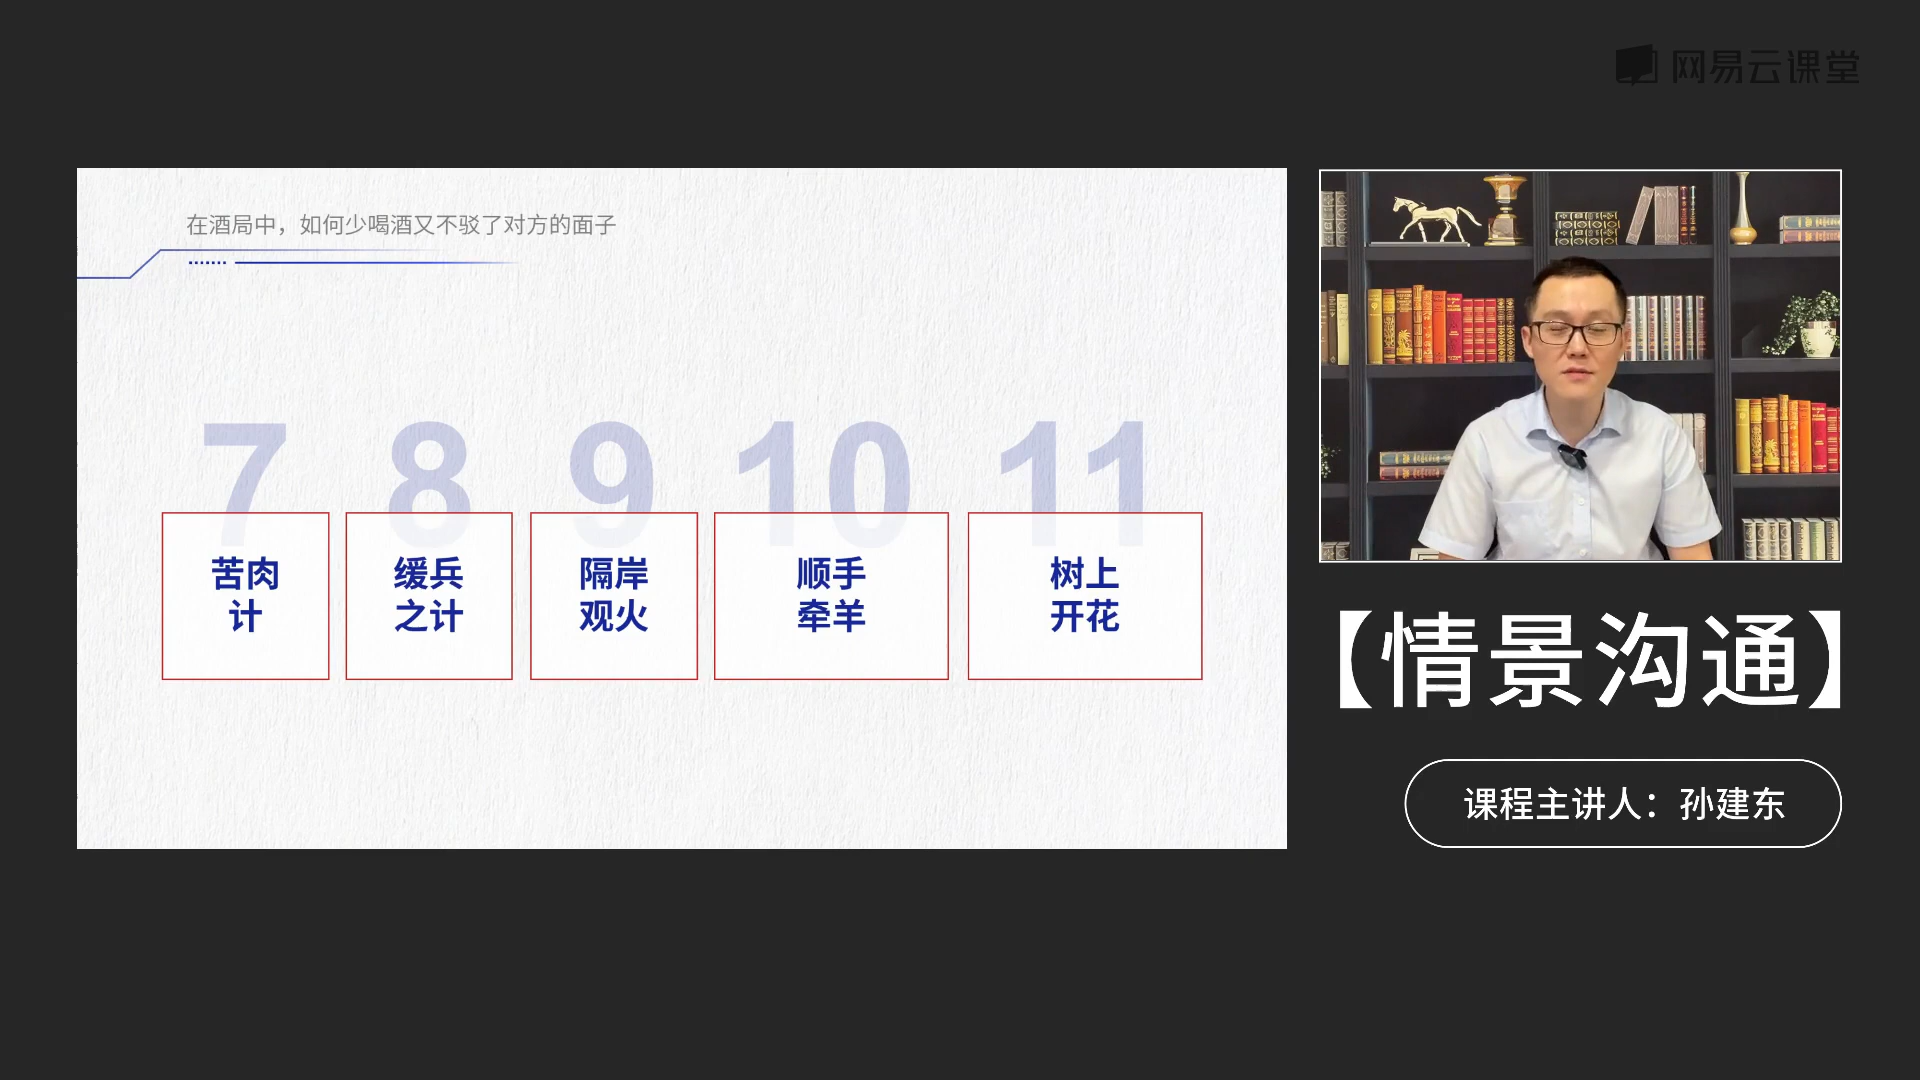 网易云课堂
在酒局中，如何少喝酒又不驳了对方的面子
7 8 9 10 11
苦肉
计
缓兵
之计
隔岸
观火
顺手
牵羊
树上
开花
【情景沟通】
课程主讲人：孙建东